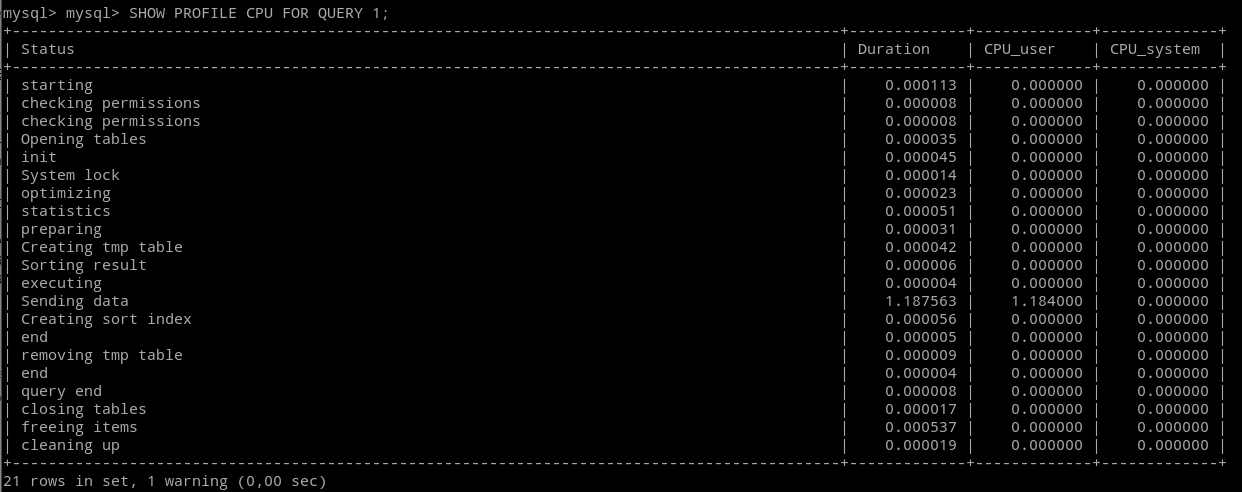 mysql> mysql> SHOW PROFILE CPU FOR QUERY 1;
+--------------------------------------------------------------------------------------------+-------------+-------------+-------------+
| Status | Duration | CPU_user | CPU_system |
+--------------------------------------------------------------------------------------------+-------------+-------------+-------------+
| starting | 0.000113 | 0.000000 | 0.000000 |
| checking permissions | 0.000008 | 0.000000 | 0.000000 |
| checking permissions | 0.000008 | 0.000000 | 0.000000 |
| Opening tables | 0.000035 | 0.000000 | 0.000000 |
| init | 0.000045 | 0.000000 | 0.000000 |
| System lock | 0.000014 | 0.000000 | 0.000000 |
| optimizing | 0.000023 | 0.000000 | 0.000000 |
| statistics | 0.000051 | 0.000000 | 0.000000 |
| preparing | 0.000031 | 0.000000 | 0.000000 |
| Creating tmp table | 0.000042 | 0.000000 | 0.000000 |
| Sorting result | 0.000006 | 0.000000 | 0.000000 |
| executing | 0.000004 | 0.000000 | 0.000000 |
| Sending data | 1.187563 | 1.184000 | 0.000000 |
| Creating sort index | 0.000056 | 0.000000 | 0.000000 |
| end | 0.000005 | 0.000000 | 0.000000 |
| removing tmp table | 0.000009 | 0.000000 | 0.000000 |
| end | 0.000004 | 0.000000 | 0.000000 |
| query end | 0.000008 | 0.000000 | 0.000000 |
| closing tables | 0.000017 | 0.000000 | 0.000000 |
| freeing items | 0.000537 | 0.000000 | 0.000000 |
| cleaning up | 0.000019 | 0.000000 | 0.000000 |
+--------------------------------------------------------------------------------------------+-------------+-------------+-------------+
21 rows in set, 1 warning (0,00 sec)